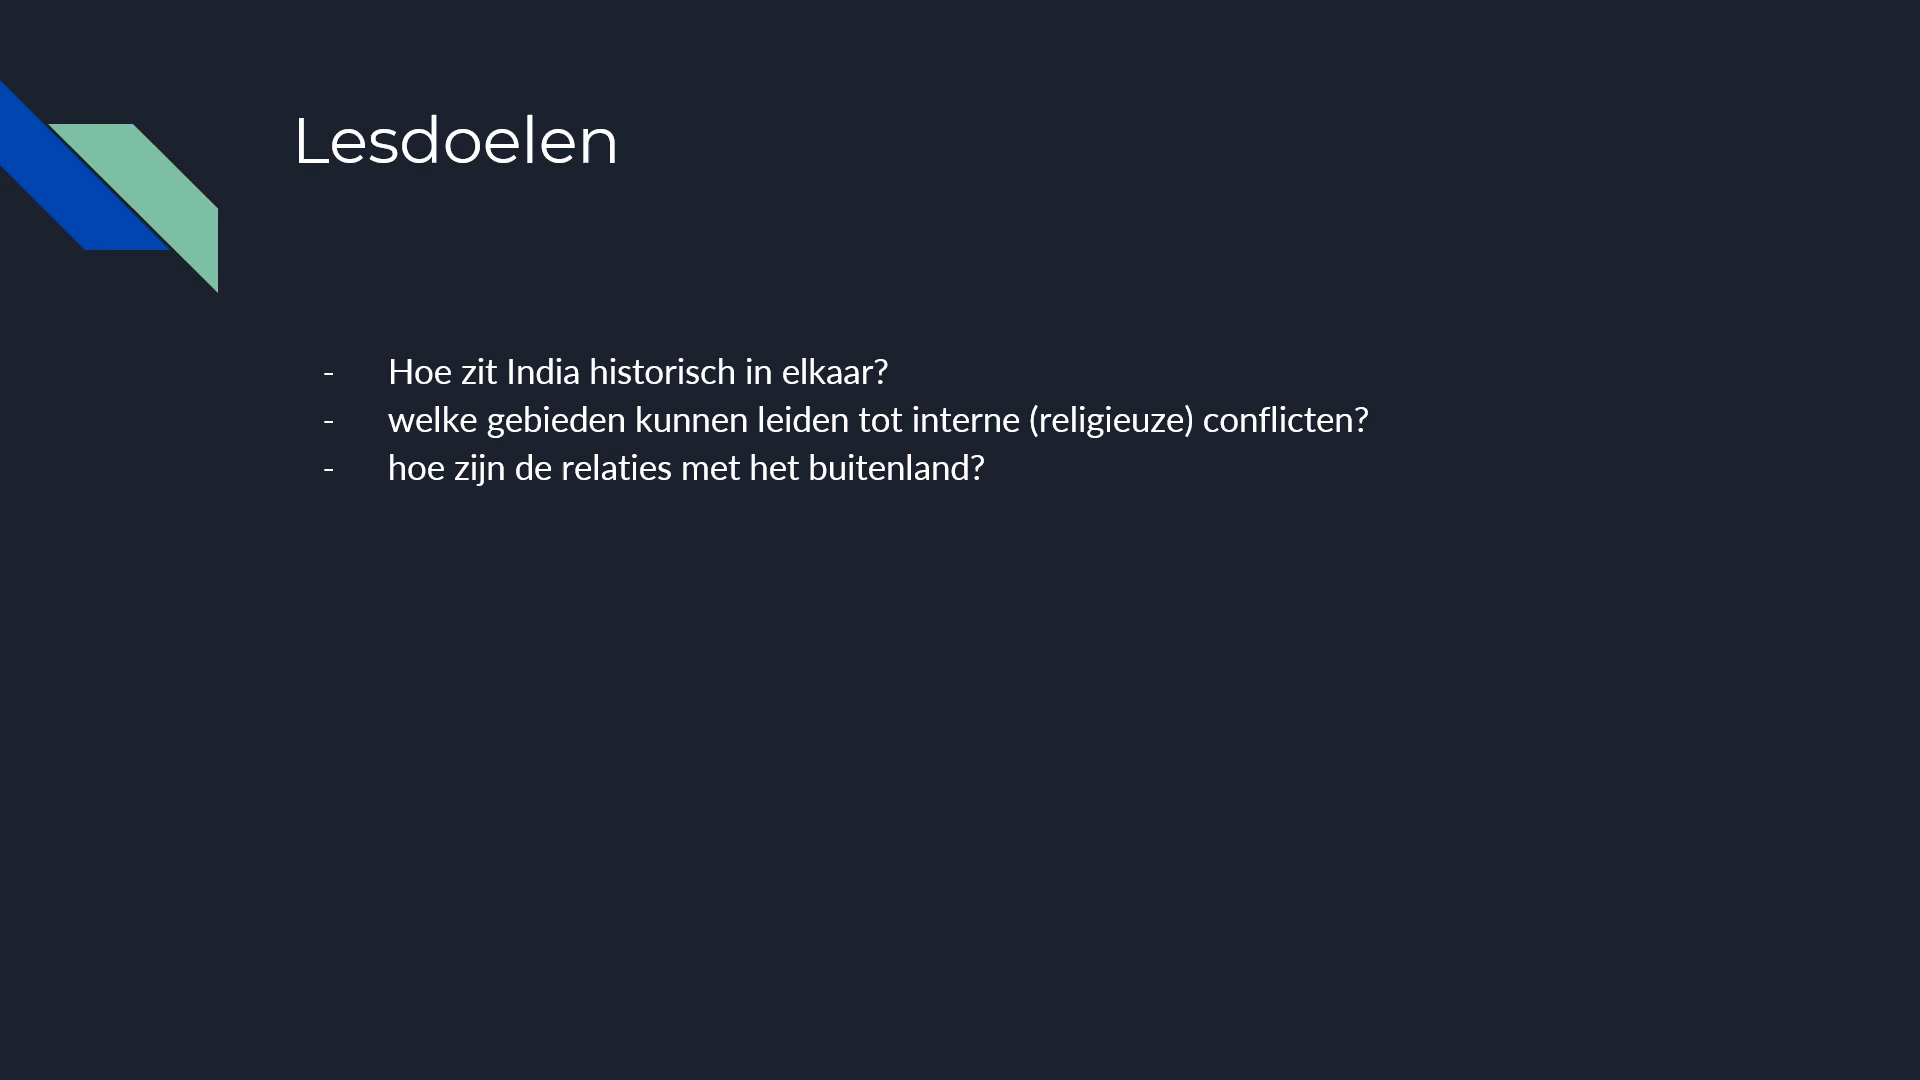 Lesdoelen
- Hoe zit India historisch in elkaar?
- welke gebieden kunnen leiden tot interne (religieuze) conflicten?
- hoe zijn de relaties met het buitenland?